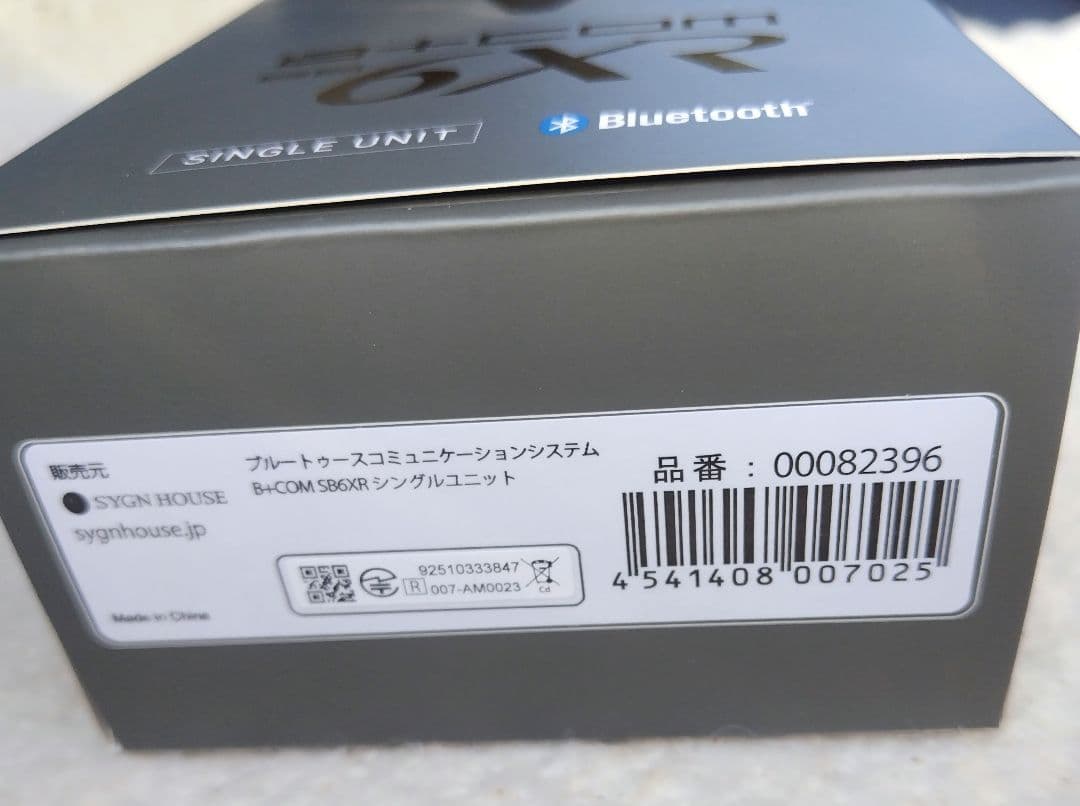 B+COM
6XR
SINGLE UNIT
Bluetooth
販売元
SYGN HOUSE
sygnhouse.jp
Made in China
ブルートゥースコミュニケーションシステム
B+COM SB6XR シングルユニット
92510333847
R 007-AM0023
Cd
品番 : 00082396
4 541408 007025